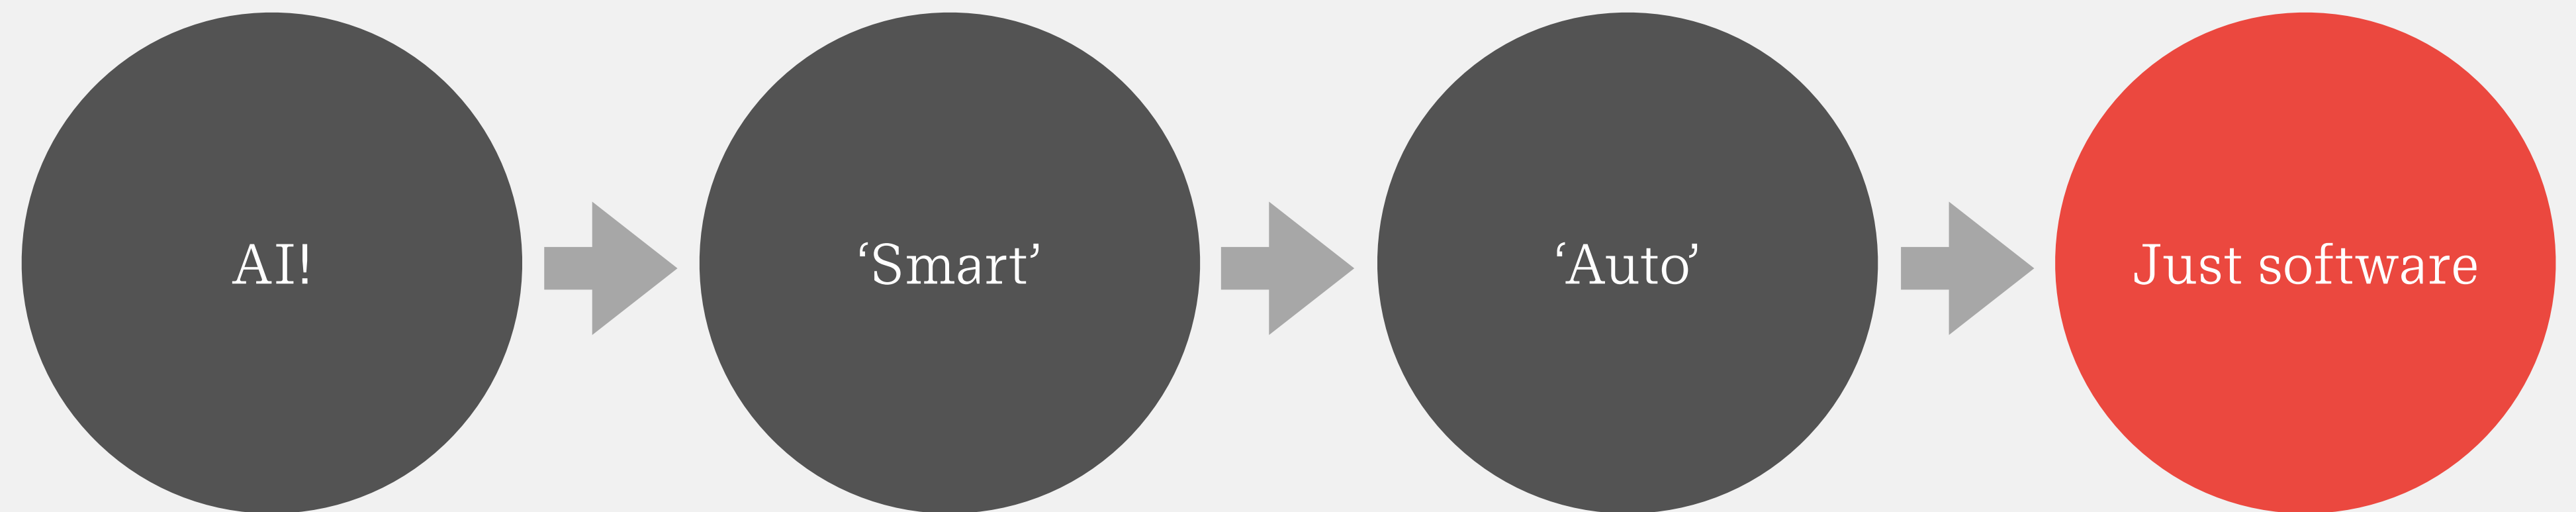 AI!
‘Smart’
‘Auto’
Just software